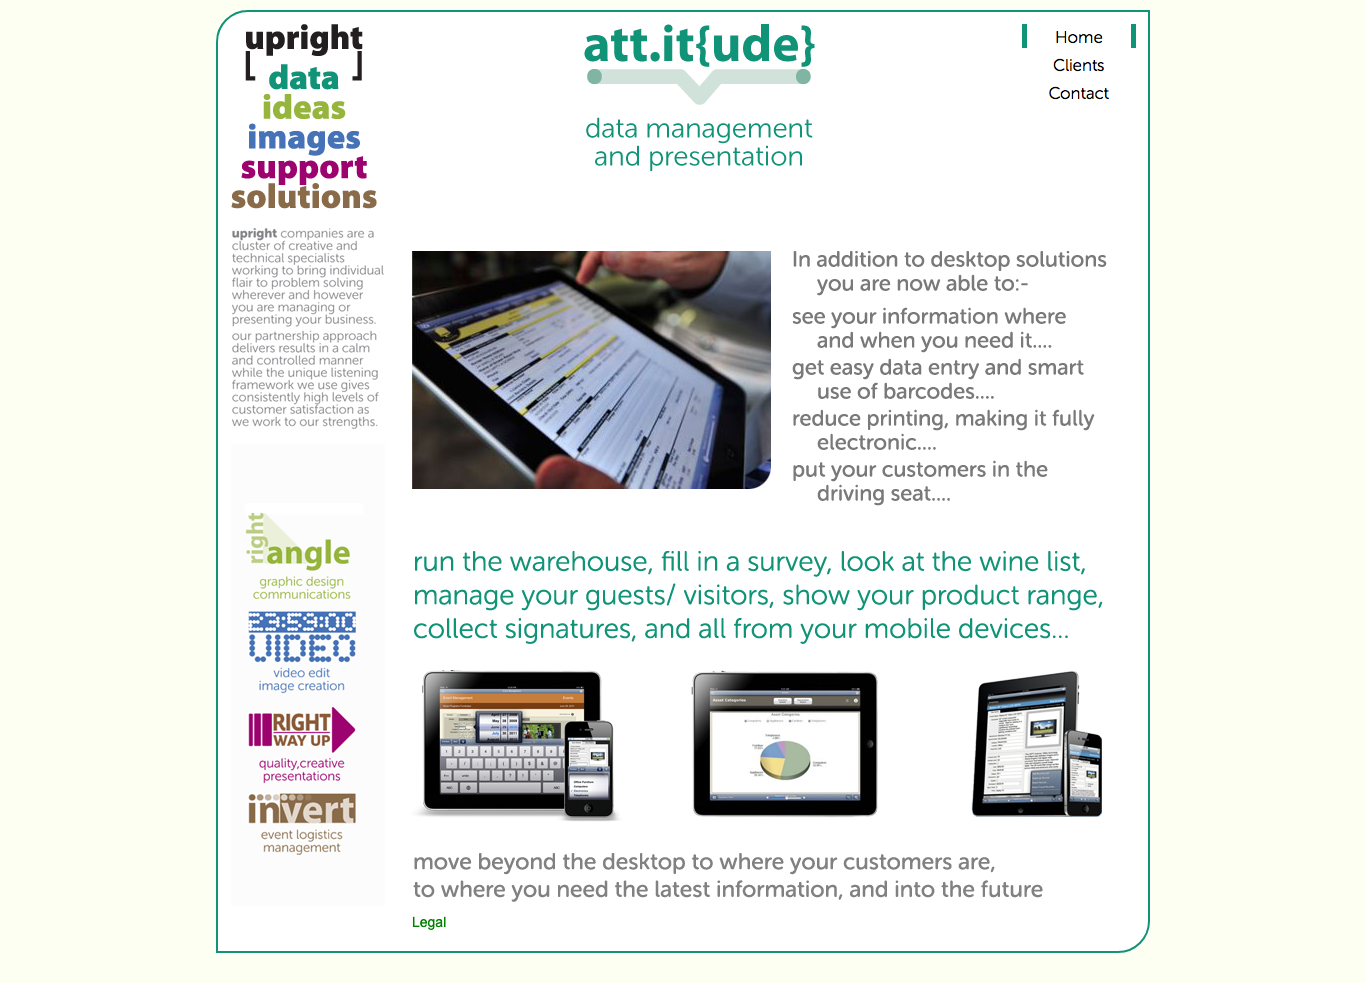 upright
[ data ]
ideas
images
support
solutions
upright companies are a
cluster of creative and
technical specialists
working to bring individual
flair to problem solving
wherever and however
you are managing or
presenting your business.
our partnership approach
delivers results in a calm
and controlled manner
while the unique listening
framework we use gives
consistently high levels of
customer satisfaction as
we work to our strengths.
right
angle
graphic design
communications
23:59:00
VIDEO
video edit
image creation
RIGHT
WAY UP
quality,creative
presentations
invert
event logistics
management
att.it{ude}
data management
and presentation
Home
Clients
Contact
In addition to desktop solutions
you are now able to:-
see your information where
and when you need it....
get easy data entry and smart
use of barcodes....
reduce printing, making it fully
electronic....
put your customers in the
driving seat....
run the warehouse, fill in a survey, look at the wine list,
manage your guests/ visitors, show your product range,
collect signatures, and all from your mobile devices...
Asset Categories
move beyond the desktop to where your customers are,
to where you need the latest information, and into the future
Legal